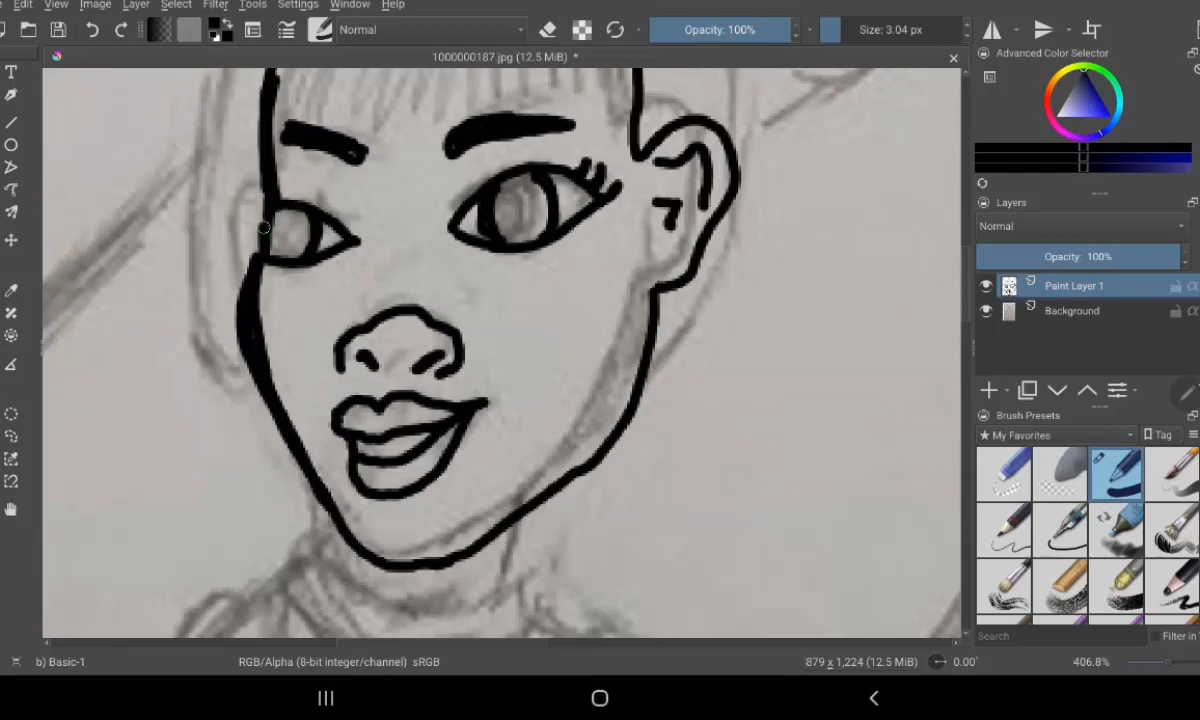 Edit View Image Layer Select Filter Tools Settings Window Help
Normal Opacity: 100% Size: 3.04 px
1000000187.jpg (12.5 MiB) *
Advanced Color Selector
Layers
Normal
Opacity: 100%
Paint Layer 1
Background
Brush Presets
My Favorites Tag
Search Filter in
b) Basic-1 RGB/Alpha (8-bit integer/channel) sRGB 879 x 1,224 (12.5 MiB) 0.00° 406.8%